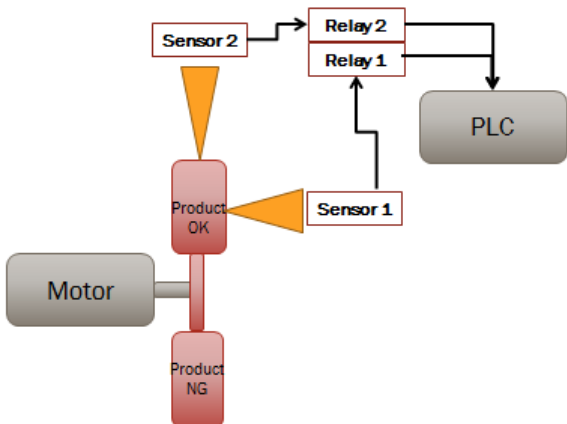 Sensor 2
Relay 2
Relay 1
PLC
Product
OK
Sensor 1
Motor
Product
NG